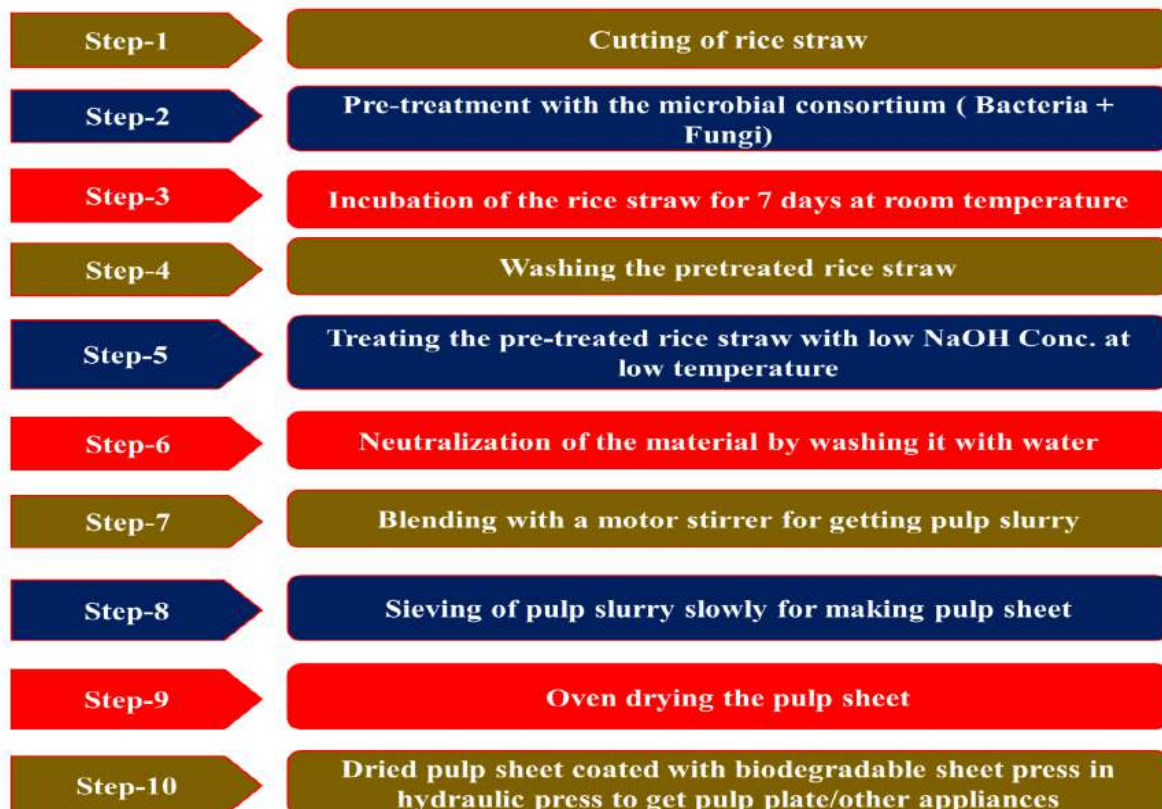 Step-1
Cutting of rice straw
Step-2
Pre-treatment with the microbial consortium ( Bacteria +
Fungi)
Step-3
Incubation of the rice straw for 7 days at room temperature
Step-4
Washing the pretreated rice straw
Step-5
Treating the pre-treated rice straw with low NaOH Conc. at
low temperature
Step-6
Neutralization of the material by washing it with water
Step-7
Blending with a motor stirrer for getting pulp slurry
Step-8
Sieving of pulp slurry slowly for making pulp sheet
Step-9
Oven drying the pulp sheet
Step-10
Dried pulp sheet coated with biodegradable sheet press in
hydraulic press to get pulp plate/other appliances